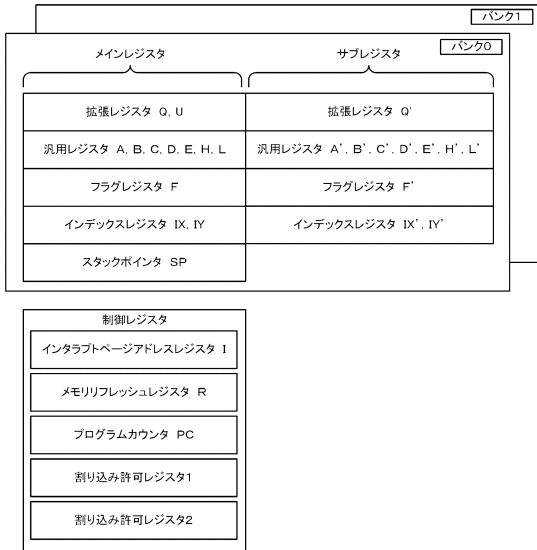 バンク1
バンク0
メインレジスタ
サブレジスタ
拡張レジスタ Q, U
拡張レジスタ Q'
汎用レジスタ A, B, C, D, E, H, L
汎用レジスタ A', B', C', D', E', H', L'
フラグレジスタ F
フラグレジスタ F'
インデックスレジスタ IX, IY
インデックスレジスタ IX', IY'
スタックポインタ SP
制御レジスタ
インタラプトページアドレスレジスタ I
メモリリフレッシュレジスタ R
プログラムカウンタ PC
割り込み許可レジスタ1
割り込み許可レジスタ2